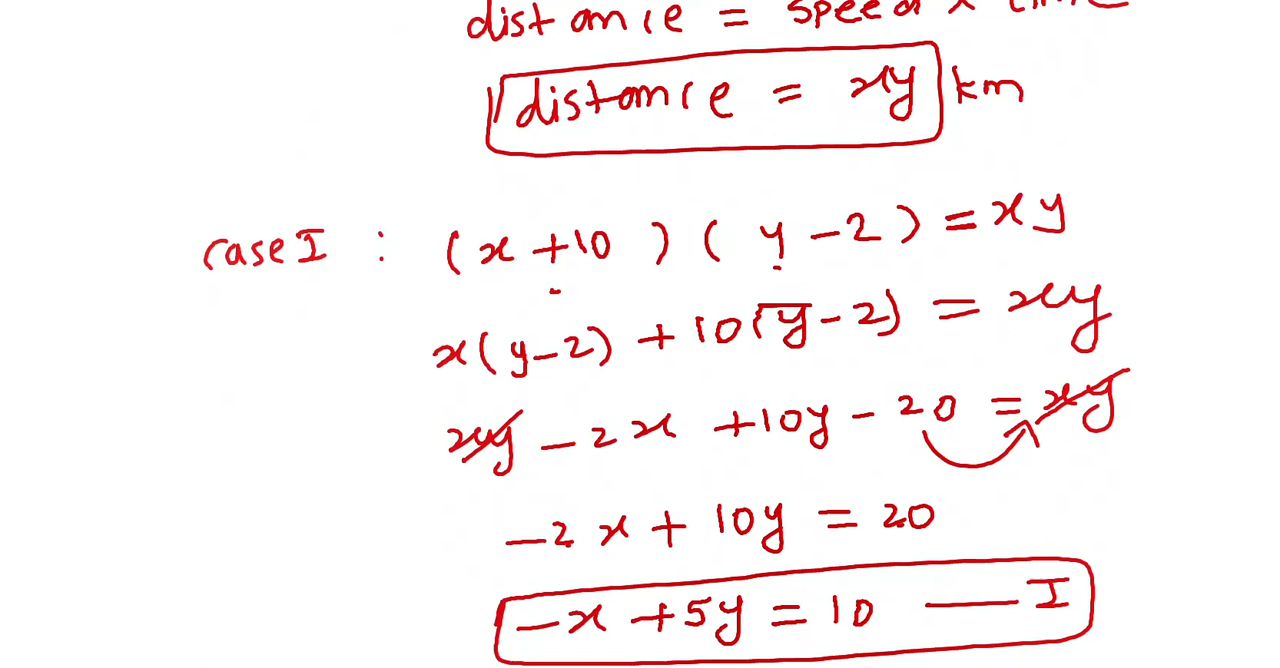 distance = speed x time
distance = xy km
case I : (x +10 ) ( y -2 ) = xy
x(y-2) + 10(y-2) = xy
xy - 2x +10y - 20 = xy
-2x + 10y = 20
-x +5y = 10 — I